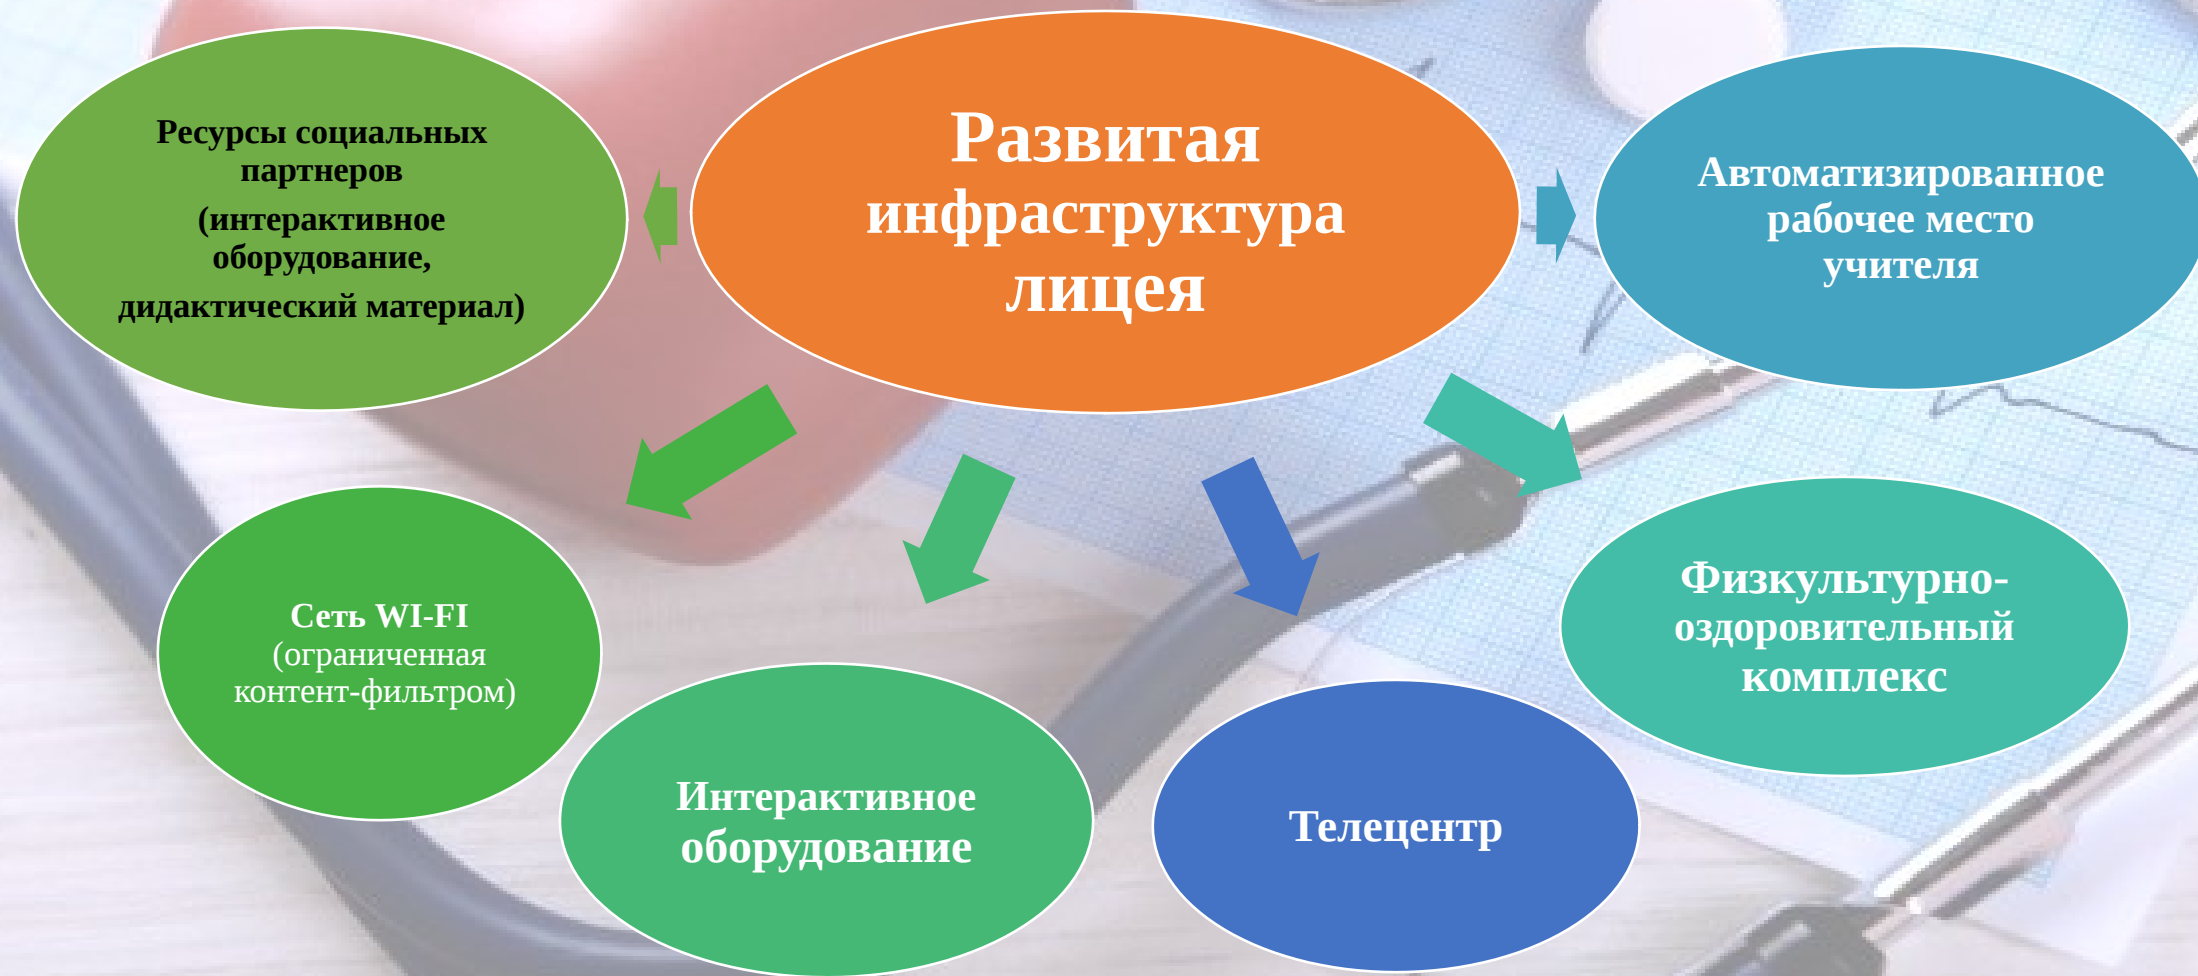 Развитая
инфраструктура
лицея
Ресурсы социальных
партнеров
(интерактивное
оборудование,
дидактический материал)
Автоматизированное
рабочее место
учителя
Сеть WI-FI
(ограниченная
контент-фильтром)
Интерактивное
оборудование
Телецентр
Физкультурно-
оздоровительный
комплекс